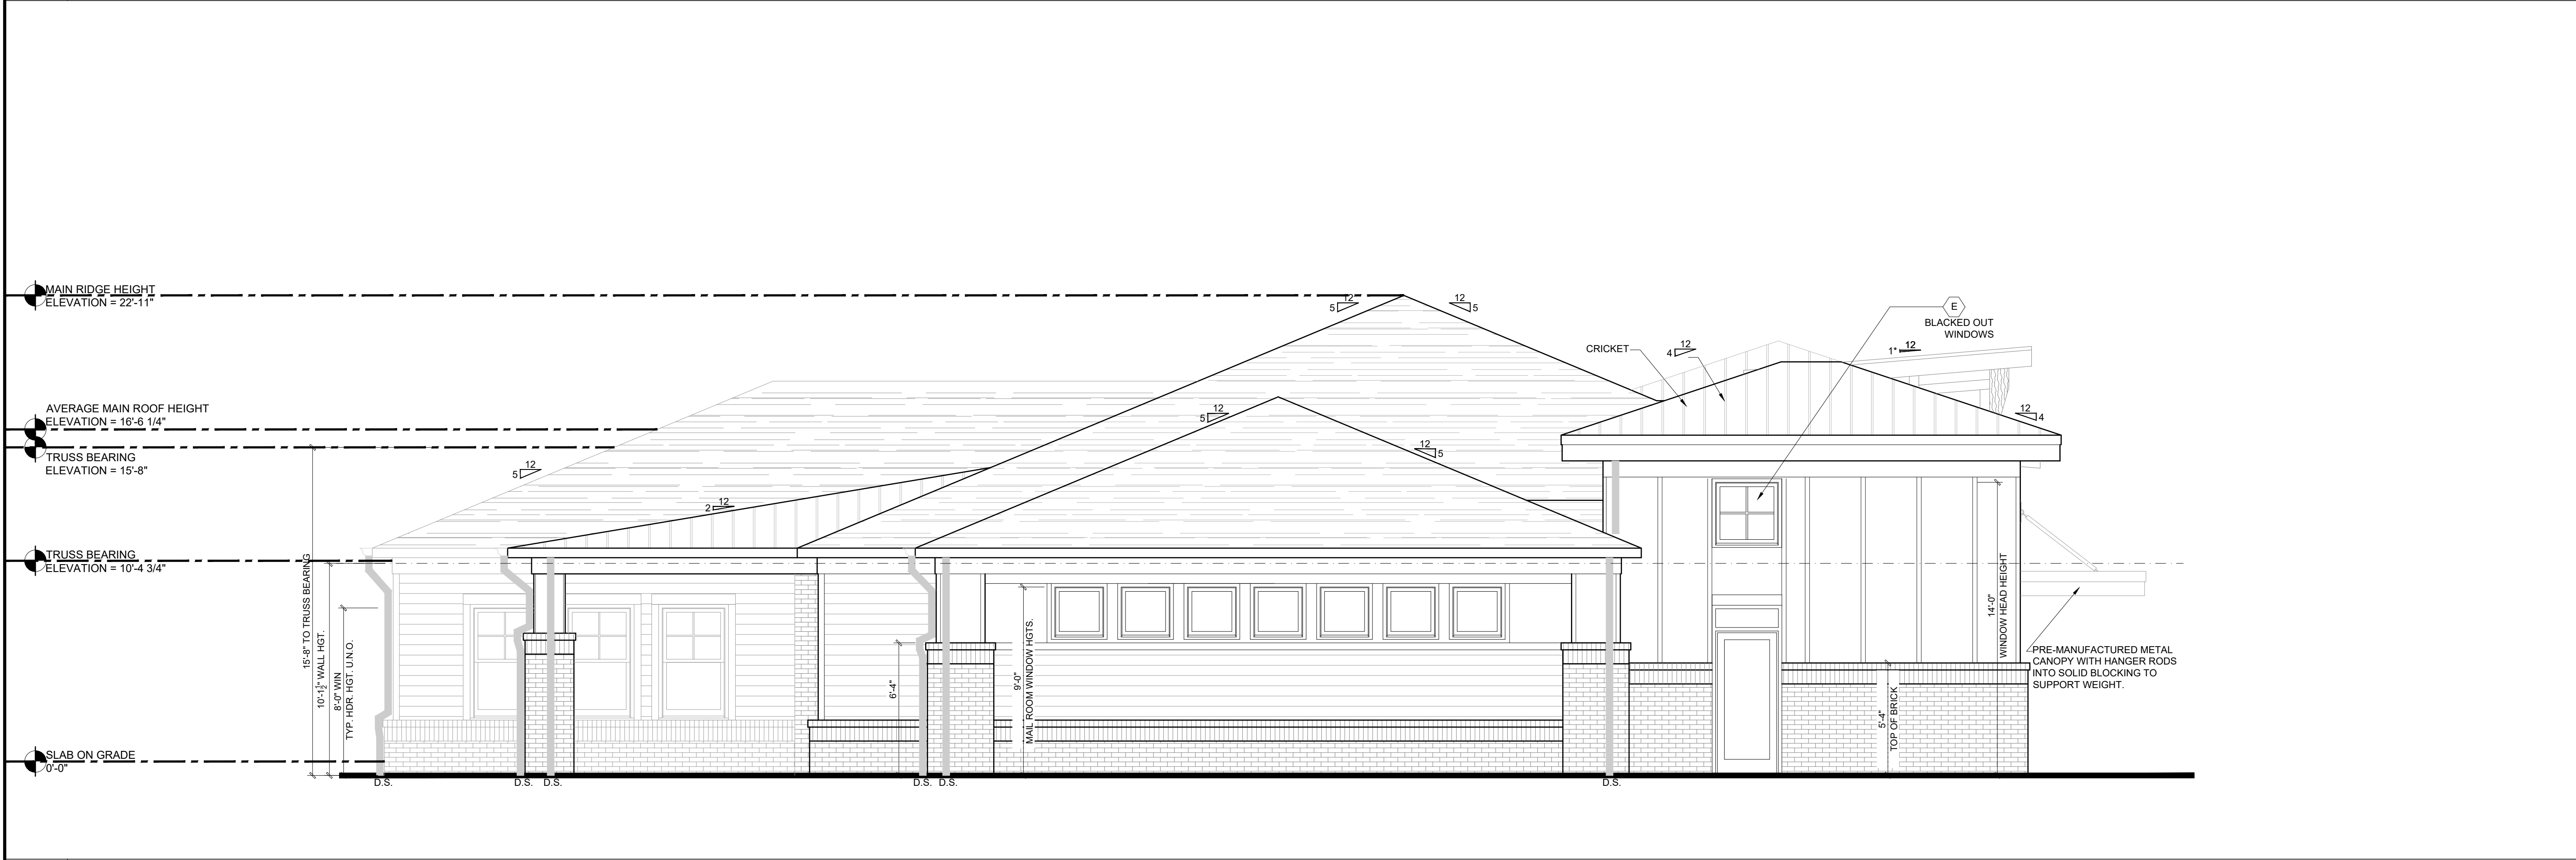 MAIN RIDGE HEIGHT
ELEVATION = 22'-11"
AVERAGE MAIN ROOF HEIGHT
ELEVATION = 16'-6 1/4"
TRUSS BEARING
ELEVATION = 15'-8"
TRUSS BEARING
ELEVATION = 10'-4 3/4"
SLAB ON GRADE
0'-0"
15'-8" TO TRUSS BEARING
10'-1½" WALL HGT.
8'-0" WIN
TYP. HDR. HGT. U.N.O.
12
5
12
2
12
5
12
5
12
5
12
5
6'-4"
9'-0"
MAIL ROOM WINDOW HGTS.
CRICKET
12
4
E
BLACKED OUT
WINDOWS
12
1*
12
4
14'-0"
WINDOW HEAD HEIGHT
5'-4"
TOP OF BRICK
PRE-MANUFACTURED METAL
CANOPY WITH HANGER RODS
INTO SOLID BLOCKING TO
SUPPORT WEIGHT.
D.S.
D.S.
D.S.
D.S.
D.S.
D.S.